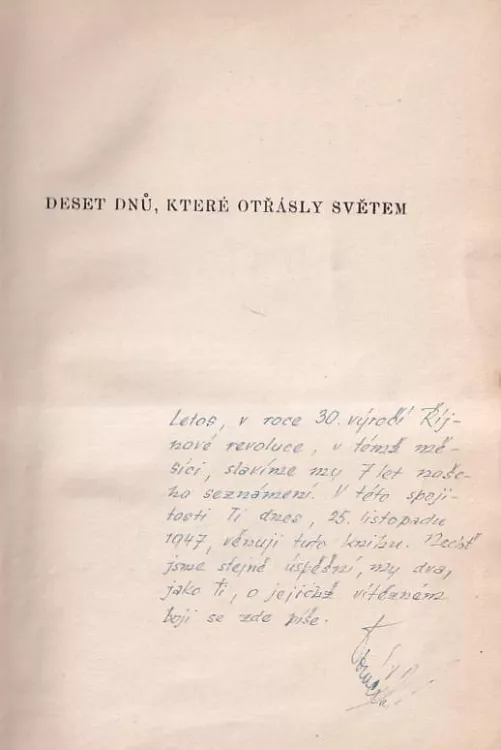 DESET DNŮ, KTERÉ OTŘÁSLY SVĚTEM
Letos, v roce 30. výročí Říj-
nové revoluce, v témž mě-
síci, slavíme my 7 let naše-
ho seznámení. V této spoji-
tosti Ti dnes, 25. listopadu
1947, věnuji tuto knihu. Nechť
jsme stejně úspěšní, my dva,
jako ti, o jejichž vítězném
boji se zde píše.